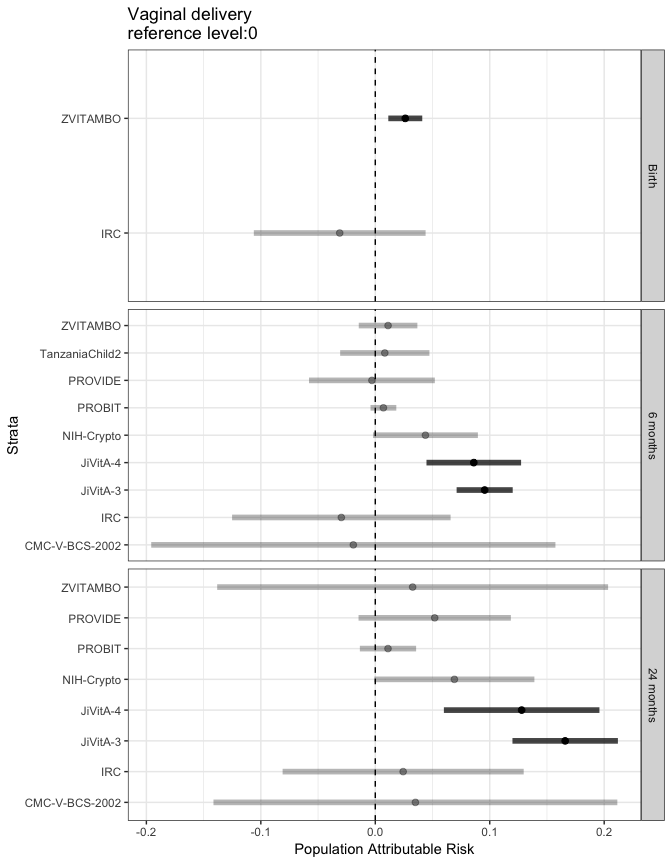 Vaginal delivery
reference level:0
ZVITAMBO
IRC
Birth
ZVITAMBO
TanzaniaChild2
PROVIDE
PROBIT
NIH-Crypto
JiVitA-4
JiVitA-3
IRC
CMC-V-BCS-2002
6 months
ZVITAMBO
PROVIDE
PROBIT
NIH-Crypto
JiVitA-4
JiVitA-3
IRC
CMC-V-BCS-2002
24 months
Strata
-0.2 -0.1 0.0 0.1 0.2
Population Attributable Risk